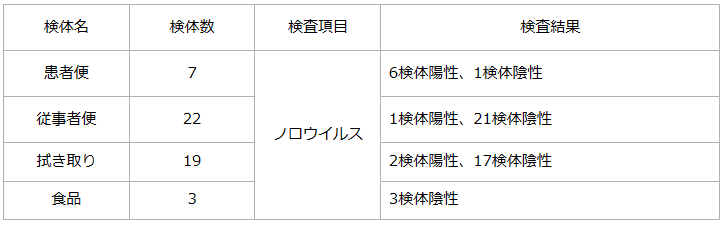 検体名 検体数 検査項目 検査結果
患者便 7 6検体陽性、1検体陰性
従事者便 22 1検体陽性、21検体陰性
ノロウイルス
拭き取り 19 2検体陽性、17検体陰性
食品 3 3検体陰性